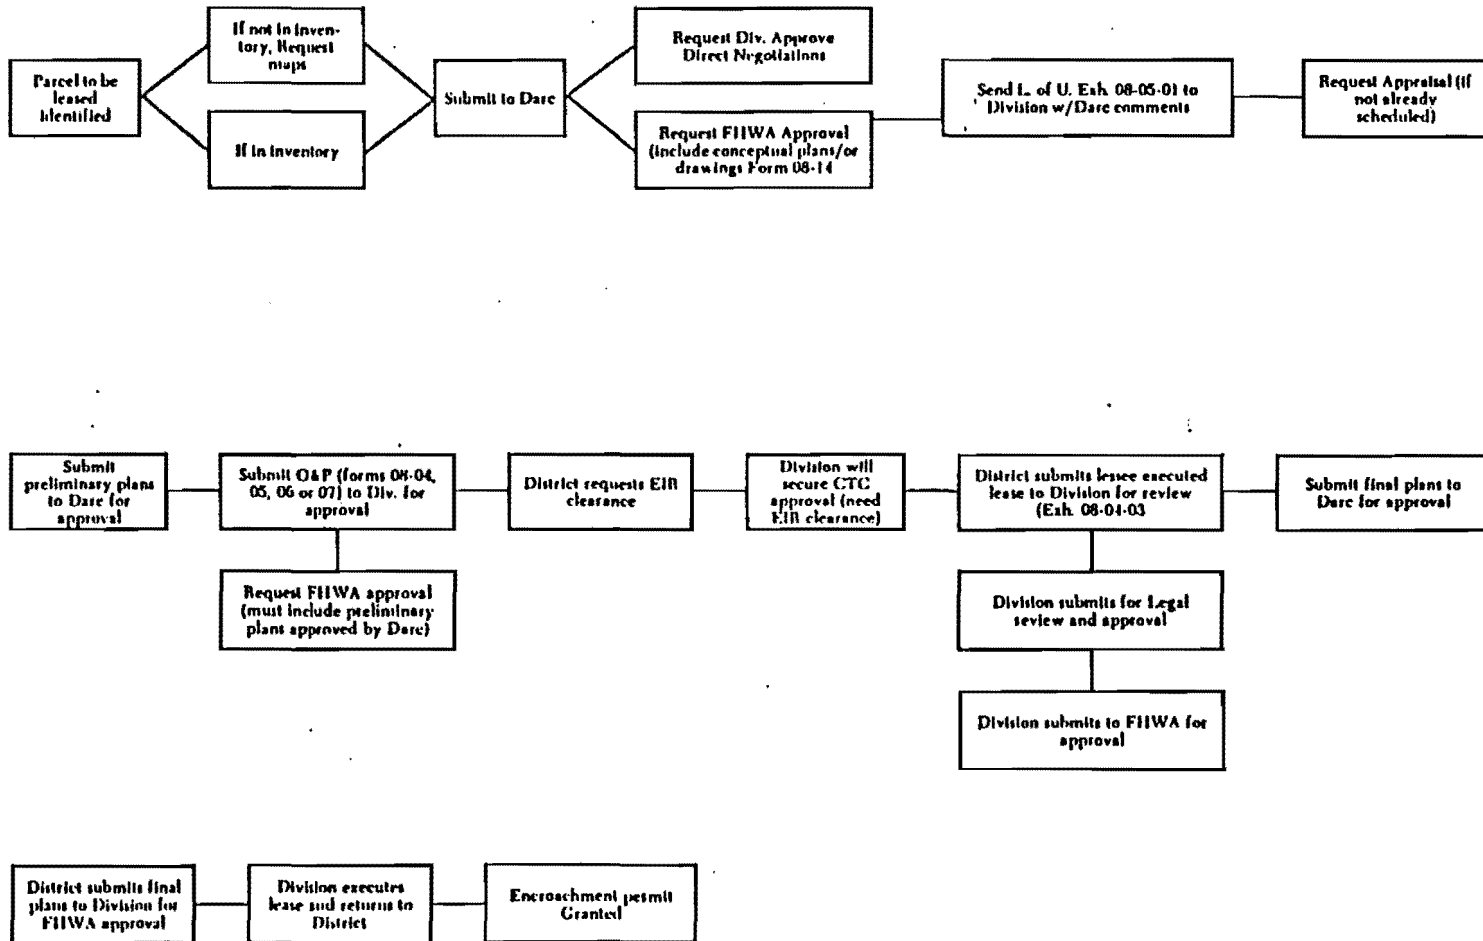 Parcel to be
leased
identified
If not in inven-
tory, Request
maps
If in inventory
Submit to Darc
Request Div. Approve
Direct Negotiations
Request FHWA Approval
(include conceptual plans/or
drawings Form 08-14
Send L. of U. Exh. 08-05-01 to
Division w/Darc comments
Request Appraisal (if
not already
scheduled)
Submit
preliminary plans
to Darc for
approval
Submit O&P (forms 08-04,
05, 06 or 07) to Div. for
approval
Request FHWA approval
(must include preliminary
plant approved by Darc)
District requests EIR
clearance
Division will
secure CTC
approval (need
EIR clearance)
District submits lessee executed
lease to Division for review
(Exh. 08-04-03
Division submits for Legal
review and approval
Division submits to FHWA for
approval
Submit final plans to
Darc for approval
District submits final
plans to Division for
FHWA approval
Division executes
lease and returns to
District
Encroachment permit
Granted